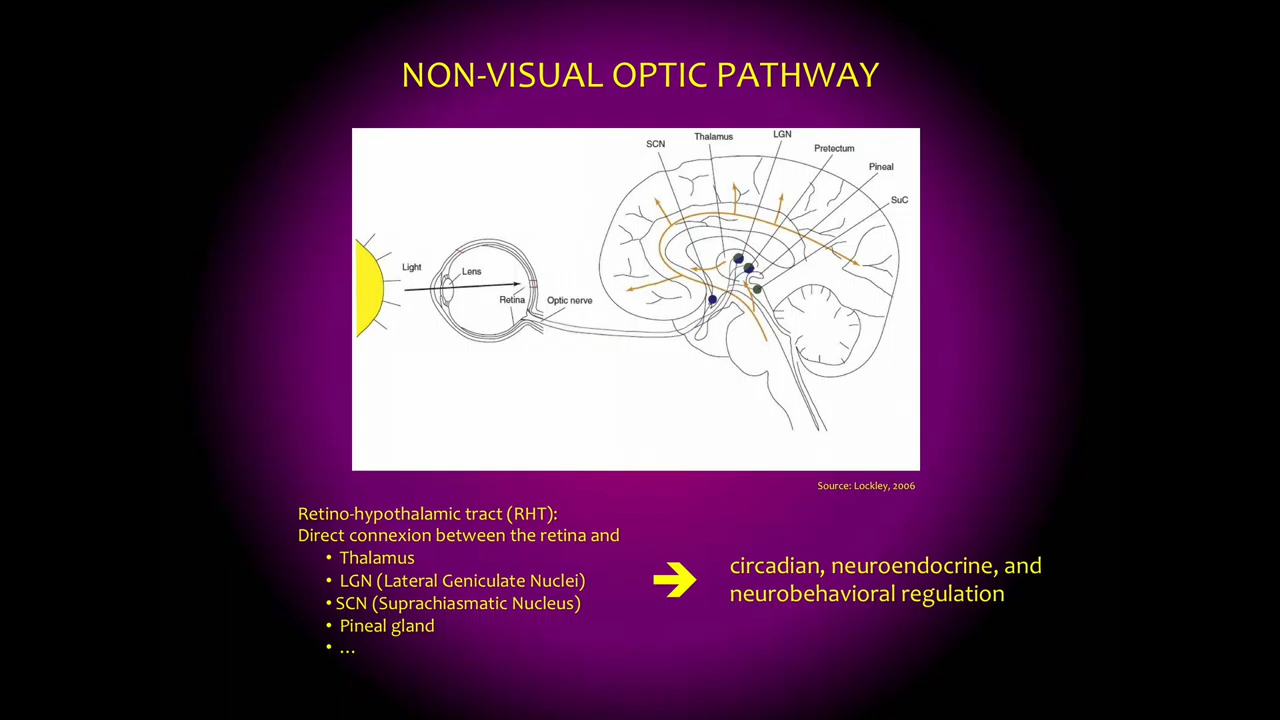 NON-VISUAL OPTIC PATHWAY
SCN
Thalamus
LGN
Pretectum
Pineal
SuC
Light
Lens
Retina
Optic nerve
Source: Lockley, 2006
Retino-hypothalamic tract (RHT):
Direct connexion between the retina and
• Thalamus
• LGN (Lateral Geniculate Nuclei)
• SCN (Suprachiasmatic Nucleus)
• Pineal gland
• ...
circadian, neuroendocrine, and
neurobehavioral regulation